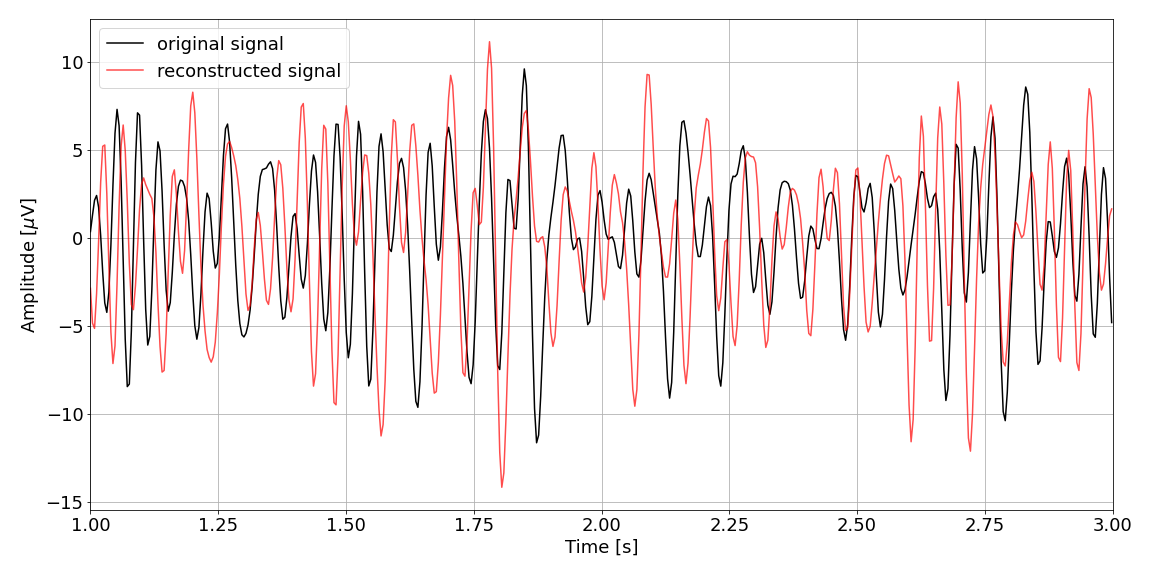 original signal
reconstructed signal
Amplitude [μV]
10
5
0
−5
−10
−15
1.00 1.25 1.50 1.75 2.00 2.25 2.50 2.75 3.00
Time [s]